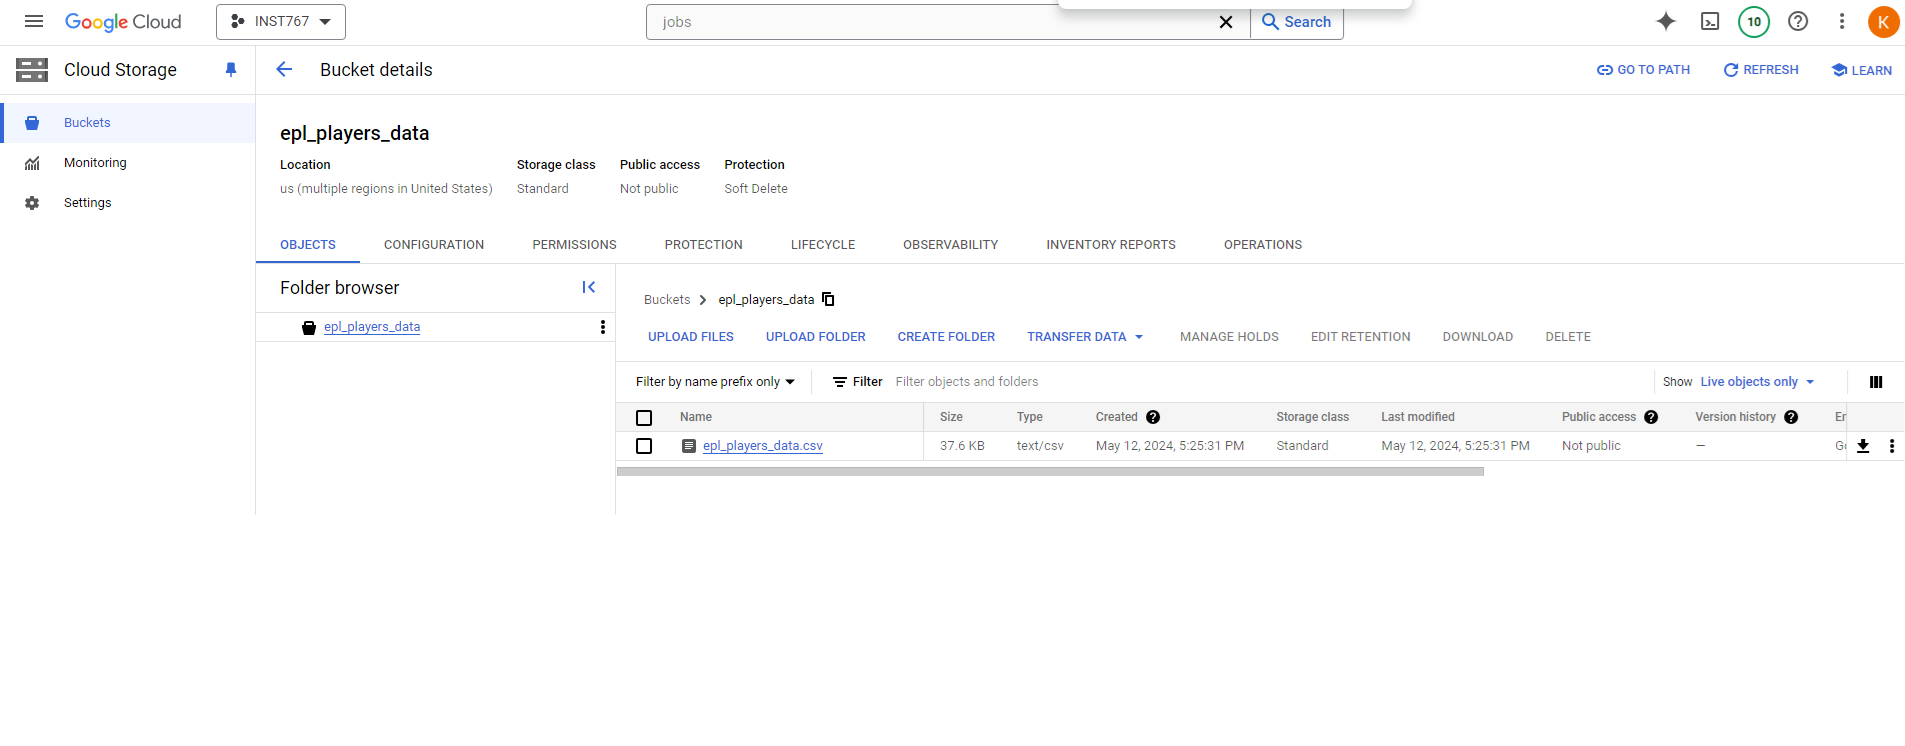 Google Cloud
INST767
jobs
Search
10
K
Cloud Storage
Bucket details
GO TO PATH
REFRESH
LEARN
Buckets
Monitoring
Settings
epl_players_data
Location Storage class Public access Protection
us (multiple regions in United States) Standard Not public Soft Delete
OBJECTS CONFIGURATION PERMISSIONS PROTECTION LIFECYCLE OBSERVABILITY INVENTORY REPORTS OPERATIONS
Folder browser
epl_players_data
Buckets epl_players_data
UPLOAD FILES UPLOAD FOLDER CREATE FOLDER TRANSFER DATA MANAGE HOLDS EDIT RETENTION DOWNLOAD DELETE
Filter by name prefix only Filter Filter objects and folders Show Live objects only
Name Size Type Created Storage class Last modified Public access Version history
epl_players_data.csv 37.6 KB text/csv May 12, 2024, 5:25:31 PM Standard May 12, 2024, 5:25:31 PM Not public —